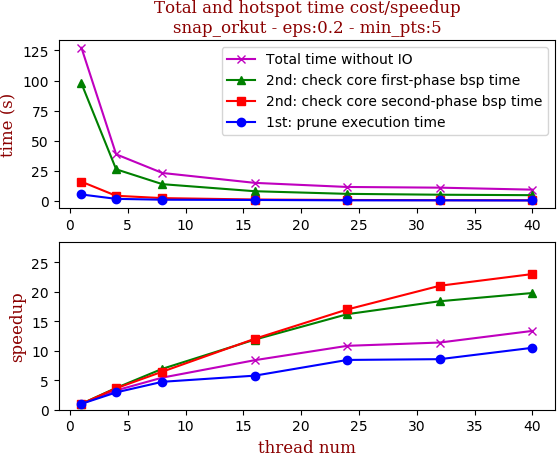 Total and hotspot time cost/speedup
snap_orkut - eps:0.2 - min_pts:5
time (s)
125
100
75
50
25
0
Total time without IO
2nd: check core first-phase bsp time
2nd: check core second-phase bsp time
1st: prune execution time
0 5 10 15 20 25 30 35 40
speedup
25
20
15
10
5
0
0 5 10 15 20 25 30 35 40
thread num